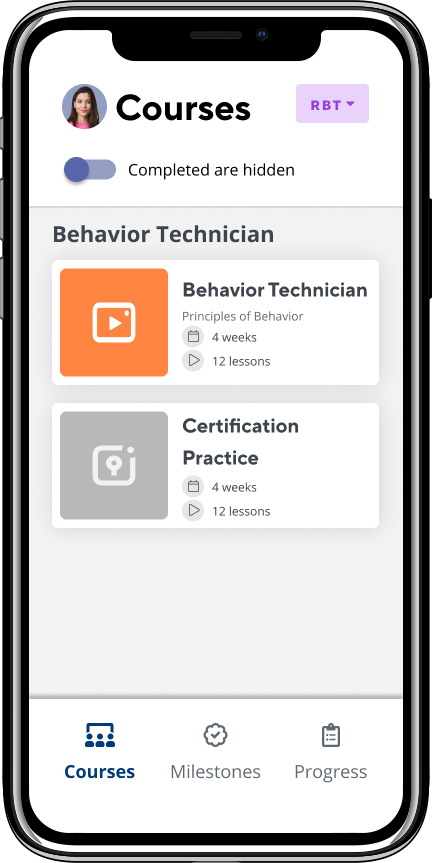 Courses
RBT
Completed are hidden
Behavior Technician
Behavior Technician
Principles of Behavior
4 weeks
12 lessons
Certification
Practice
4 weeks
12 lessons
Courses
Milestones
Progress